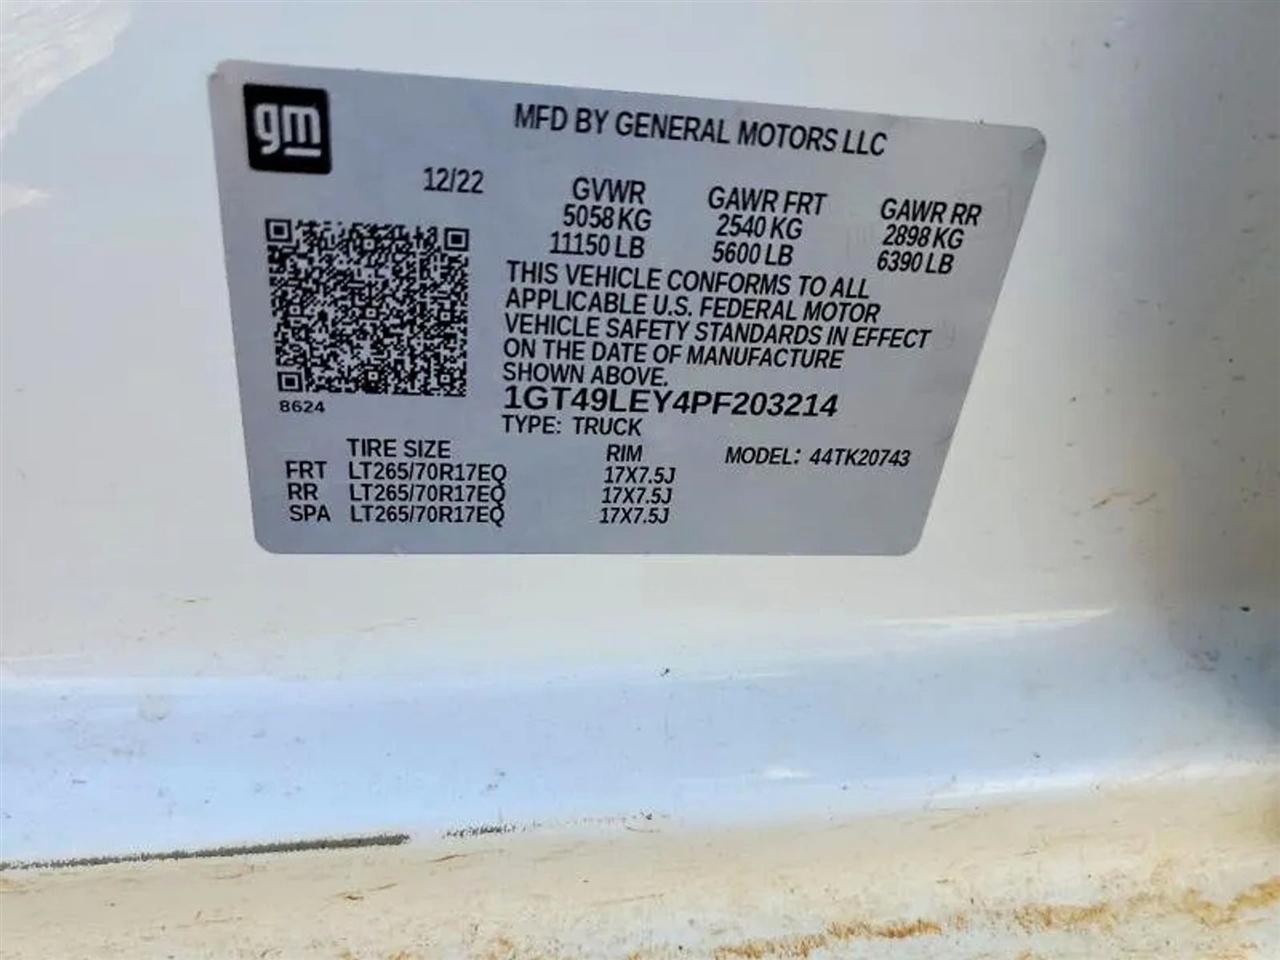 gm
MFD BY GENERAL MOTORS LLC
12/22
GVWR GAWR FRT GAWR RR
5058 KG 2540 KG 2898 KG
11150 LB 5600 LB 6390 LB
THIS VEHICLE CONFORMS TO ALL
APPLICABLE U.S. FEDERAL MOTOR
VEHICLE SAFETY STANDARDS IN EFFECT
ON THE DATE OF MANUFACTURE
SHOWN ABOVE.
8624
1GT49LEY4PF203214
TYPE: TRUCK
TIRE SIZE RIM MODEL: 44TK20743
FRT LT265/70R17EQ 17X7.5J
RR LT265/70R17EQ 17X7.5J
SPA LT265/70R17EQ 17X7.5J